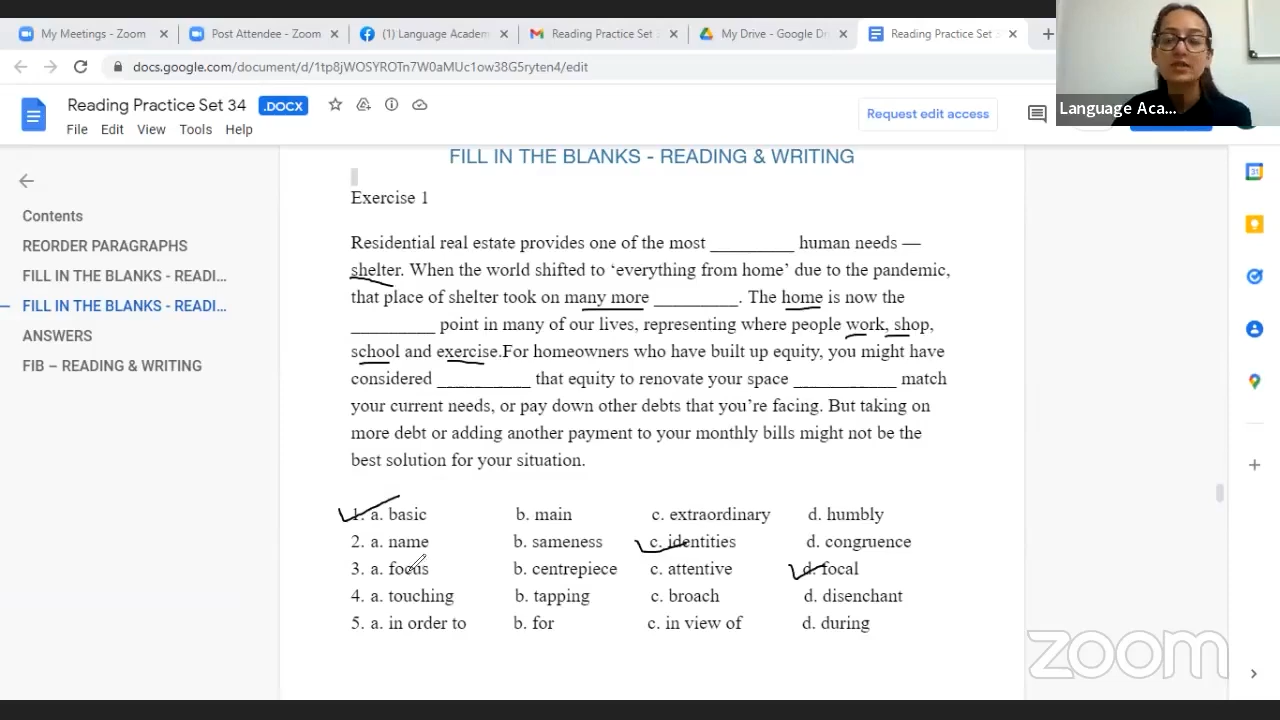 My Meetings - Zoom
Post Attendee - Zoom
(1) Language Academ
Reading Practice Set
My Drive - Google Dr
Reading Practice Set 3
docs.google.com/document/d/1tp8jWOSYROTn7W0aMUc1ow38G5ryten4/edit
Reading Practice Set 34
.DOCX
Request edit access
File Edit View Tools Help
Language Aca...
Contents
REORDER PARAGRAPHS
FILL IN THE BLANKS - READI...
FILL IN THE BLANKS - READI...
ANSWERS
FIB – READING & WRITING
FILL IN THE BLANKS - READING & WRITING
Exercise 1
Residential real estate provides one of the most _________ human needs —
shelter. When the world shifted to ‘everything from home’ due to the pandemic,
that place of shelter took on many more _________. The home is now the
_________ point in many of our lives, representing where people work, shop,
school and exercise.For homeowners who have built up equity, you might have
considered __________ that equity to renovate your space ___________ match
your current needs, or pay down other debts that you’re facing. But taking on
more debt or adding another payment to your monthly bills might not be the
best solution for your situation.
1. a. basic b. main c. extraordinary d. humbly
2. a. name b. sameness c. identities d. congruence
3. a. focus b. centrepiece c. attentive d. focal
4. a. touching b. tapping c. broach d. disenchant
5. a. in order to b. for c. in view of d. during
31
zoom